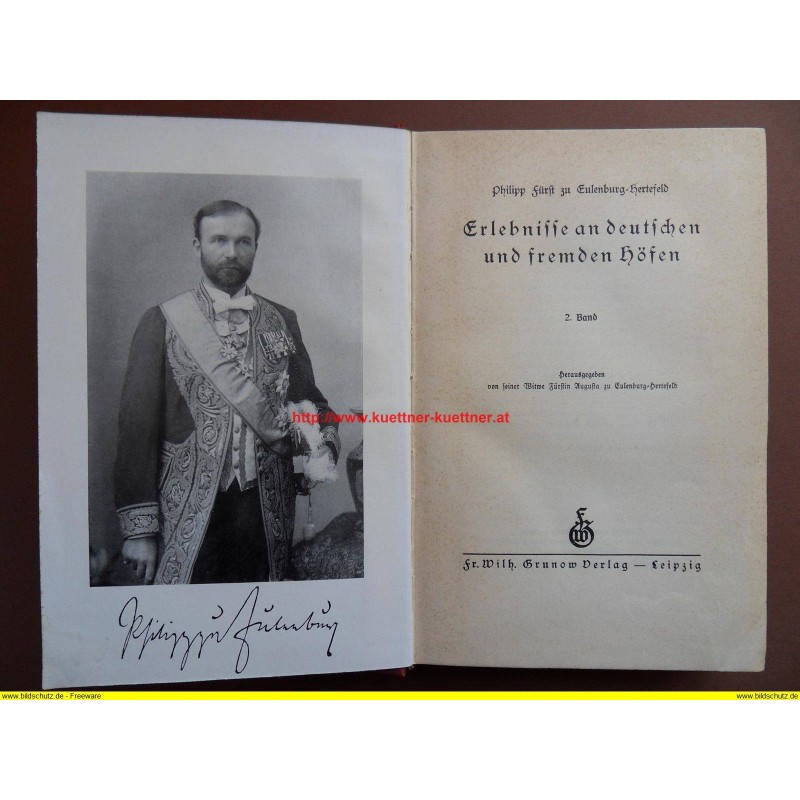 Philipp Fürst zu Eulenburg-Hertefeld
Erlebniſſe an deutſchen
und fremden Höfen
2. Band
Herausgegeben
von ſeiner Witwe Fürſtin Auguſta zu Eulenburg-Hertefeld
FWG
Fr. Wilh. Grunow Verlag — Leipzig
Philipp zu Eulenburg
http://www.kuettner-kuettner.at
www.bildschutz.de - Freeware
www.bildschutz.de